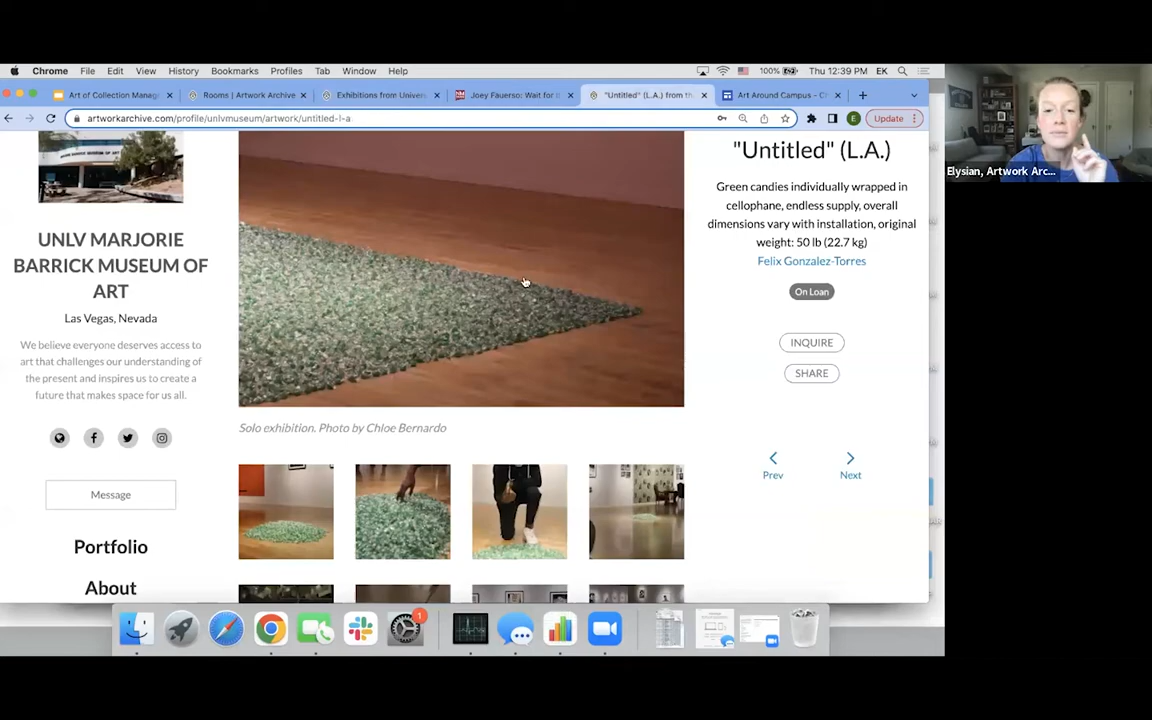 Chrome File Edit View History Bookmarks Profiles Tab Window Help 100% Thu 12:39 PM EK
Art of Collection Manag Rooms | Artwork Archive Exhibitions from Univers Joey Fauerso: Wait for t "Untitled" (L.A.) from th Art Around Campus - Ch
artworkarchive.com/profile/unlvmuseum/artwork/untitled-l-a E Update
Elysian, Artwork Arc...
UNLV MARJORIE
BARRICK MUSEUM OF
ART
Las Vegas, Nevada
We believe everyone deserves access to
art that challenges our understanding of
the present and inspires us to create a
future that makes space for us all.
Message
Portfolio
About
Solo exhibition. Photo by Chloe Bernardo
"Untitled" (L.A.)
Green candies individually wrapped in
cellophane, endless supply, overall
dimensions vary with installation, original
weight: 50 lb (22.7 kg)
Felix Gonzalez-Torres
On Loan
INQUIRE
SHARE
Prev Next
1